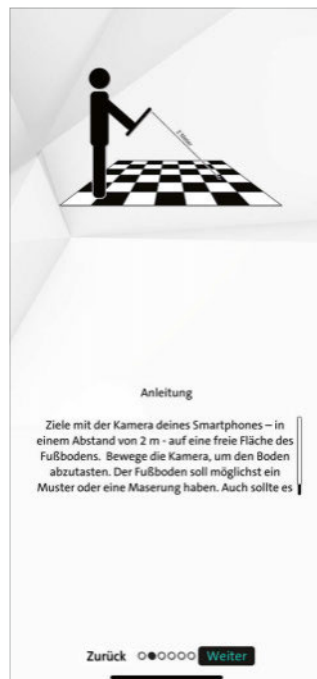 2 Meter
Anleitung
Ziele mit der Kamera deines Smartphones – in
einem Abstand von 2 m - auf eine freie Fläche des
Fußbodens. Bewege die Kamera, um den Boden
abzutasten. Der Fußboden soll möglichst ein
Muster oder eine Maserung haben. Auch sollte es
Zurück Weiter